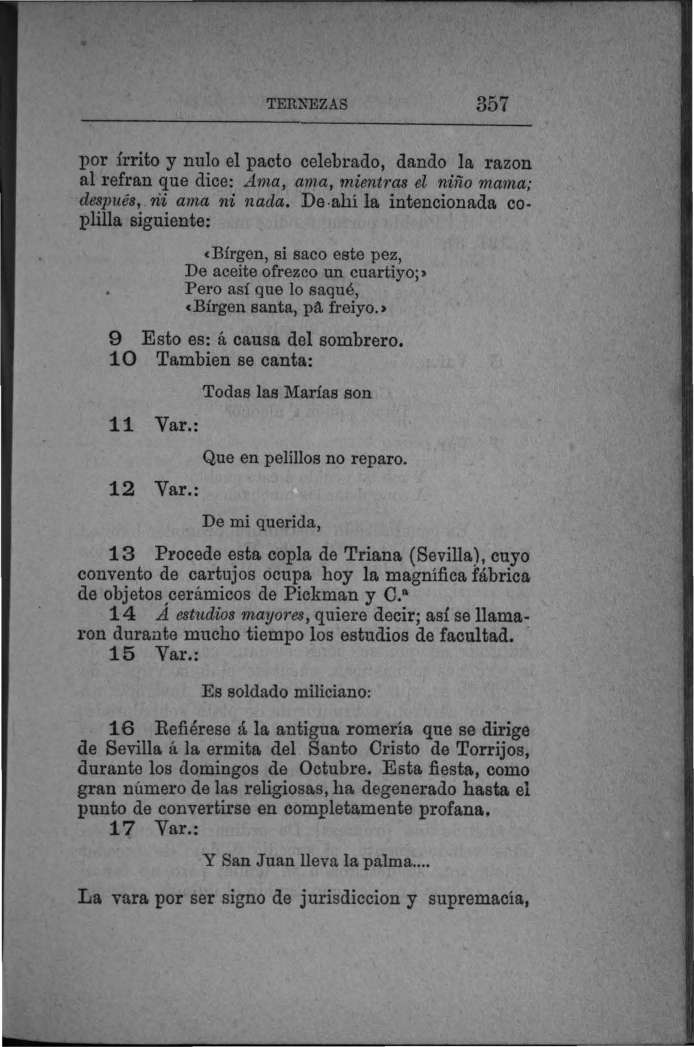 TERNEZAS 357
por írrito y nulo el pacto celebrado, dando la razon
al refran que dice: Ama, ama, mientras el niño mama;
después, ni ama ni nada. De ahí la intencionada co-
plilla siguiente:
«Bírgen, si saco este pez,
De aceite ofrezco un cuartiyo;»
Pero así que lo saqué,
«Bírgen santa, pâ freiyo.»
9 Esto es: á causa del sombrero.
10 Tambien se canta:
Todas las Marías son
11 Var.:
Que en pelillos no reparo.
12 Var.:
De mi querida,
13 Procede esta copla de Triana (Sevilla), cuyo
convento de cartujos ocupa hoy la magnífica fábrica
de objetos cerámicos de Pickman y C.ª
14 Á estudios mayores, quiere decir; así se llama-
ron durante mucho tiempo los estudios de facultad.
15 Var.:
Es soldado miliciano:
16 Refiérese á la antigua romería que se dirige
de Sevilla á la ermita del Santo Cristo de Torrijos,
durante los domingos de Octubre. Esta fiesta, como
gran número de las religiosas, ha degenerado hasta el
punto de convertirse en completamente profana.
17 Var.:
Y San Juan lleva la palma....
La vara por ser signo de jurisdiccion y supremacía,